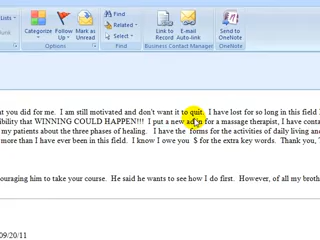 Categorize Follow Up Mark as Unread
Find Related Select
Link to Record E-mail Auto-link
Send to OneNote
Options Find Business Contact Manager OneNote
at you did for me. I am still motivated and don't want it to quit. I have lost for so long in this field I
ibility that WINNING COULD HAPPEN!!! I put a new adon for a massage therapist, I have conta
my patients about the three phases of healing. I have the forms for the activities of daily living an
more than I have ever been in this field. I know I owe you $ for the extra key words. Thank you,
ouraging him to take your course. He said he wants to see how I do first. However, of all my broth
09/20/11